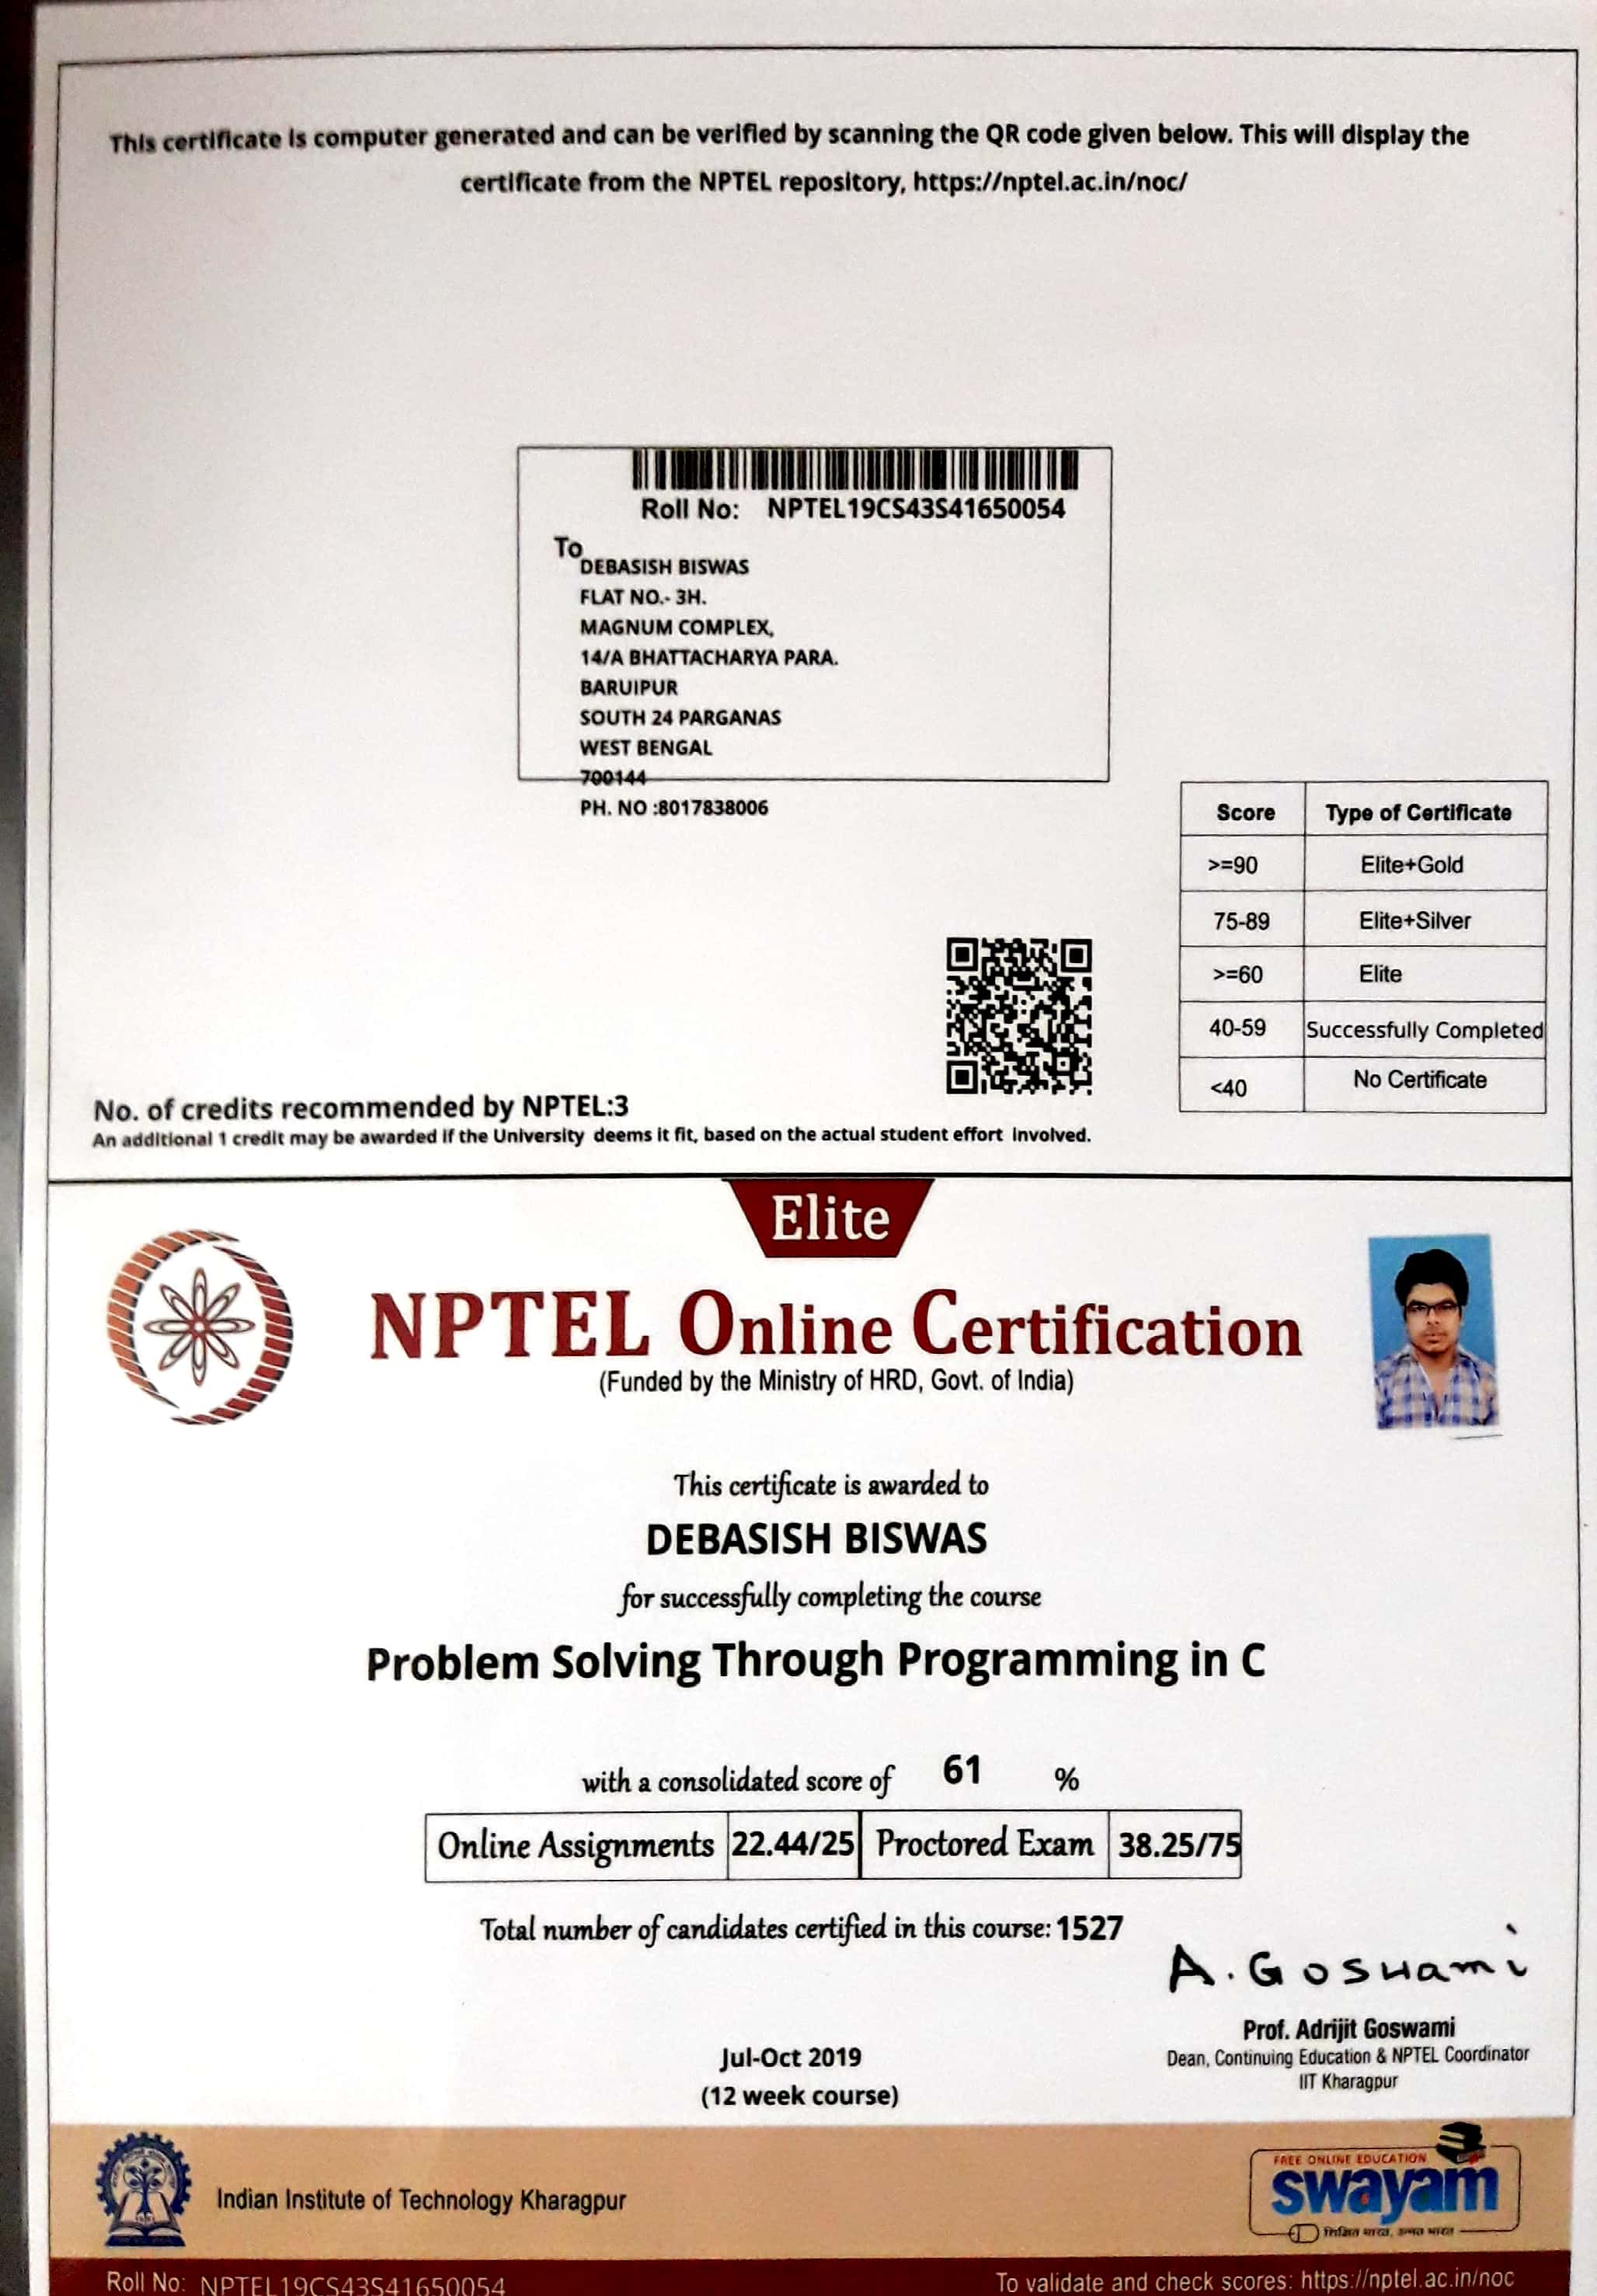 This certificate is computer generated and can be verified by scanning the QR code given below. This will display the
certificate from the NPTEL repository, https://nptel.ac.in/noc/
Roll No: NPTEL19CS43S41650054
To
DEBASISH BISWAS
FLAT NO.- 3H.
MAGNUM COMPLEX,
14/A BHATTACHARYA PARA.
BARUIPUR
SOUTH 24 PARGANAS
WEST BENGAL
700144
PH. NO :8017838006
Score Type of Certificate
>=90 Elite+Gold
75-89 Elite+Silver
>=60 Elite
40-59 Successfully Completed
<40 No Certificate
No. of credits recommended by NPTEL:3
An additional 1 credit may be awarded if the University deems it fit, based on the actual student effort involved.
Elite
NPTEL Online Certification
(Funded by the Ministry of HRD, Govt. of India)
This certificate is awarded to
DEBASISH BISWAS
for successfully completing the course
Problem Solving Through Programming in C
with a consolidated score of 61 %
Online Assignments 22.44/25 Proctored Exam 38.25/75
Total number of candidates certified in this course: 1527
A. Goswami
Prof. Adrijit Goswami
Dean, Continuing Education & NPTEL Coordinator
IIT Kharagpur
Jul-Oct 2019
(12 week course)
Indian Institute of Technology Kharagpur
FREE ONLINE EDUCATION
swayam
शिक्षित भारत, उन्नत भारत
Roll No: NPTEL19CS43S41650054
To validate and check scores: https://nptel.ac.in/noc